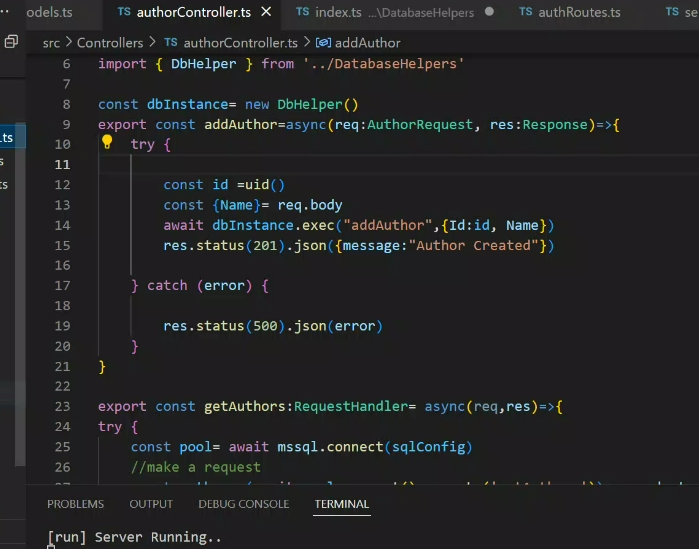 odels.ts TS authorController.ts X TS index.ts ...\DatabaseHelpers TS authRoutes.ts TS se
src > Controllers > TS authorController.ts > addAuthor
6 import { DbHelper } from '../DatabaseHelpers'
7
8 const dbInstance= new DbHelper()
9 export const addAuthor=async(req:AuthorRequest, res:Response)=>{
10 try {
11
12 const id =uid()
13 const {Name}= req.body
14 await dbInstance.exec("addAuthor",{Id:id, Name})
15 res.status(201).json({message:"Author Created"})
16
17 } catch (error) {
18
19 res.status(500).json(error)
20 }
21 }
22
23 export const getAuthors:RequestHandler= async(req,res)=>{
24 try {
25 const pool= await mssql.connect(sqlConfig)
26 //make a request
PROBLEMS OUTPUT DEBUG CONSOLE TERMINAL
[run] Server Running..
.ts
s
ts